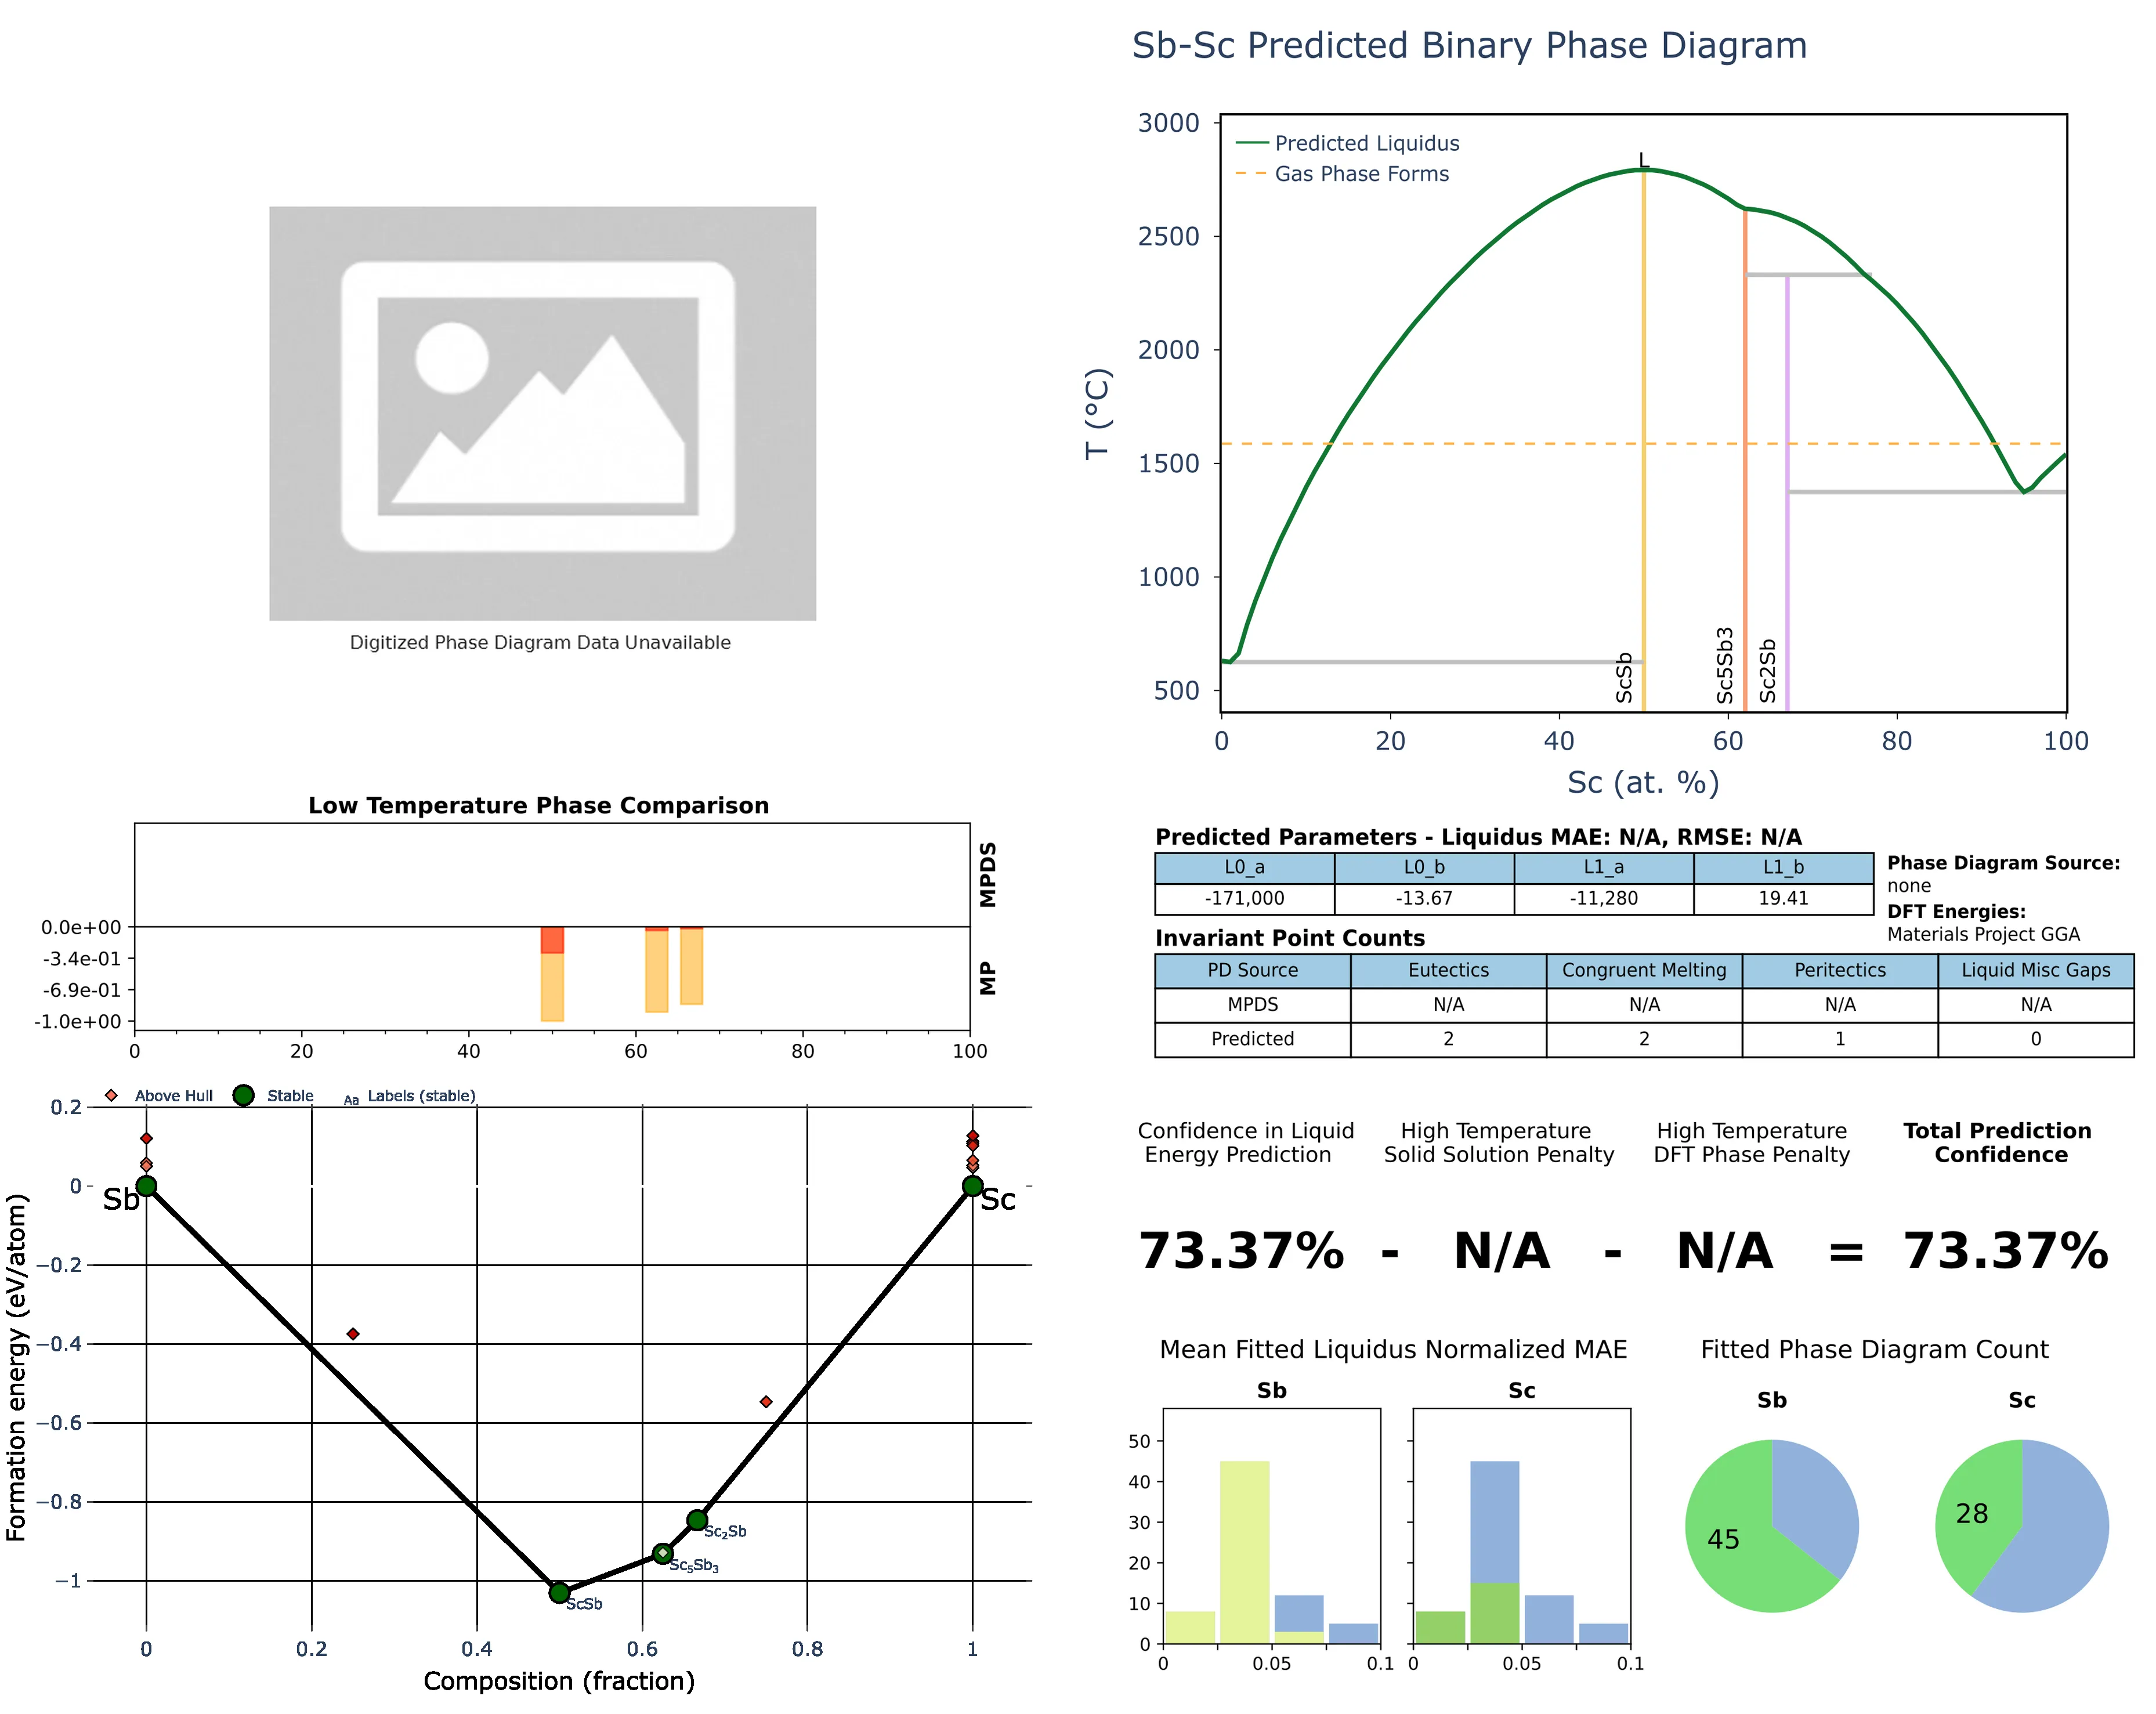 Sb-Sc Predicted Binary Phase Diagram
3000
2500
2000
1500
1000
500
T (°C)
Predicted Liquidus
Gas Phase Forms
L
ScSb
Sc5Sb3
Sc2Sb
0 20 40 60 80 100
Sc (at. %)
Digitized Phase Diagram Data Unavailable
Low Temperature Phase Comparison
MPDS
MP
0.0e+00
-3.4e-01
-6.9e-01
-1.0e+00
0 20 40 60 80 100
Predicted Parameters - Liquidus MAE: N/A, RMSE: N/A
L0_a L0_b L1_a L1_b
-171,000 -13.67 -11,280 19.41
Phase Diagram Source:
none
DFT Energies:
Materials Project GGA
Invariant Point Counts
PD Source Eutectics Congruent Melting Peritectics Liquid Misc Gaps
MPDS N/A N/A N/A N/A
Predicted 2 2 1 0
Above Hull Stable Aa Labels (stable)
0.2
0
−0.2
−0.4
−0.6
−0.8
−1
Formation energy (eV/atom)
Sb
Sc
Sc2Sb
Sc5Sb3
ScSb
0 0.2 0.4 0.6 0.8 1
Composition (fraction)
Confidence in Liquid
Energy Prediction
High Temperature
Solid Solution Penalty
High Temperature
DFT Phase Penalty
Total Prediction
Confidence
73.37% - N/A - N/A = 73.37%
Mean Fitted Liquidus Normalized MAE
Sb
Sc
50
40
30
20
10
0
0 0.05 0.1
0 0.05 0.1
Fitted Phase Diagram Count
Sb
Sc
45
28